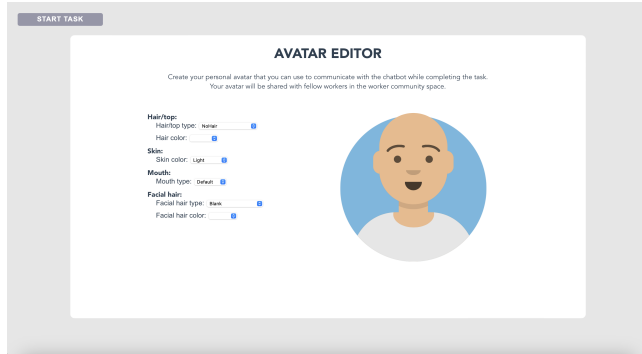 START TASK
AVATAR EDITOR
Create your personal avatar that you can use to communicate with the chatbot while completing the task.
Your avatar will be shared with fellow workers in the worker community space.
Hair/top:
Hair/top type: NoHair
Hair color:
Skin:
Skin color: Light
Mouth:
Mouth type: Default
Facial hair:
Facial hair type: Blank
Facial hair color: